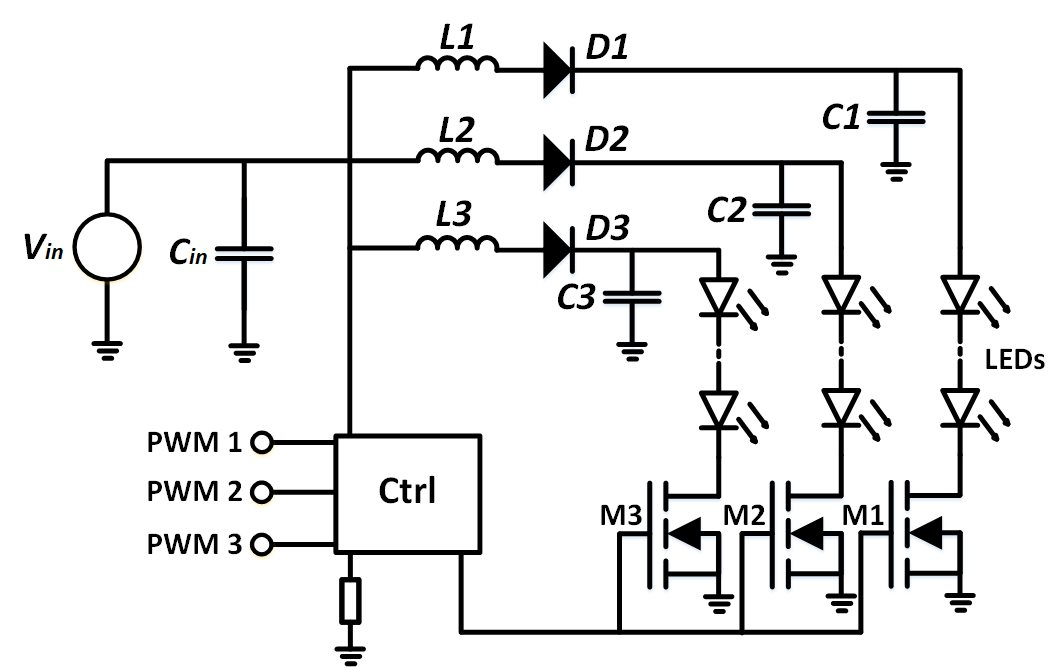 L1
D1
C1
L2
D2
C2
L3
D3
C3
Vin
Cin
LEDs
PWM 1
PWM 2
PWM 3
Ctrl
M3
M2
M1